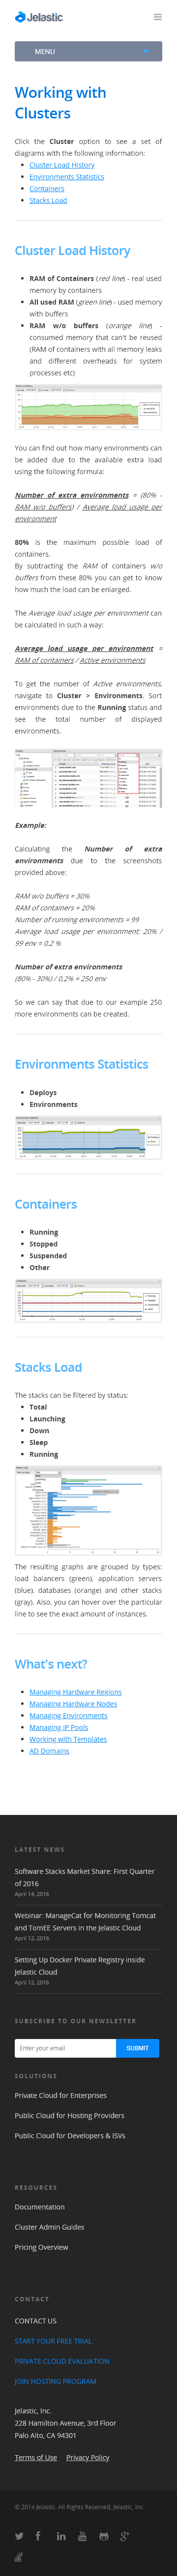 Jelastic
MENU
Working with
Clusters
Click the Cluster option to see a set of
diagrams with the following information:
Cluster Load History
Environments Statistics
Containers
Stacks Load
Cluster Load History
RAM of Containers (red line) - real used
memory by containers
All used RAM (green line) - used memory
with buffers
RAM w/o buffers (orange line) -
consumed memory that can't be reused
(RAM of containers with all memory leaks
and different overheads for system
processes etc)
You can find out how many environments can
be added due to the available extra load
using the following formula:
Number of extra environments = (80% -
RAM w/o buffers) / Average load usage per
environment
80% is the maximum possible load of
containers.
By subtracting the RAM of containers w/o
buffers from these 80% you can get to know
how much the load can be enlarged.
The Average load usage per environment can
be calculated in such a way:
Average load usage per environment =
RAM of containers / Active environments
To get the number of Active environments,
navigate to Cluster > Environments. Sort
environments due to the Running status and
see the total number of displayed
environments.
Example:
Calculating the Number of extra
environments due to the screenshots
provided above:
RAM w/o buffers = 30%
RAM of containers = 20%
Number of running environments = 99
Average load usage per environment: 20% /
99 env = 0,2 %
Number of extra environments
(80% - 30%) / 0,2% = 250 env
So we can say that due to our example 250
more environments can be created.
Environments Statistics
Deploys
Environments
Containers
Running
Stopped
Suspended
Other
Stacks Load
The stacks can be filtered by status:
Total
Launching
Down
Sleep
Running
The resulting graphs are grouped by types:
load balancers (green), application servers
(blue), databases (orange) and other stacks
(gray). Also, you can hover over the particular
line to see the exact amount of instances.
What's next?
Managing Hardware Regions
Managing Hardware Nodes
Managing Environments
Managing IP Pools
Working with Templates
AD Domains
LATEST NEWS
Software Stacks Market Share: First Quarter
of 2016
April 14, 2016
Webinar: ManageCat for Monitoring Tomcat
and TomEE Servers in the Jelastic Cloud
April 12, 2016
Setting Up Docker Private Registry inside
Jelastic Cloud
April 12, 2016
SUBSCRIBE TO OUR NEWSLETTER
Enter your email
SUBMIT
SOLUTIONS
Private Cloud for Enterprises
Public Cloud for Hosting Providers
Public Cloud for Developers & ISVs
RESOURCES
Documentation
Cluster Admin Guides
Pricing Overview
CONTACT
CONTACT US
START YOUR FREE TRIAL
PRIVATE CLOUD EVALUATION
JOIN HOSTING PROGRAM
Jelastic, Inc.
228 Hamilton Avenue, 3rd Floor
Palo Alto, CA 94301
Terms of Use Privacy Policy
© 2014 Jelastic. All Rights Reserved, Jelastic, Inc.